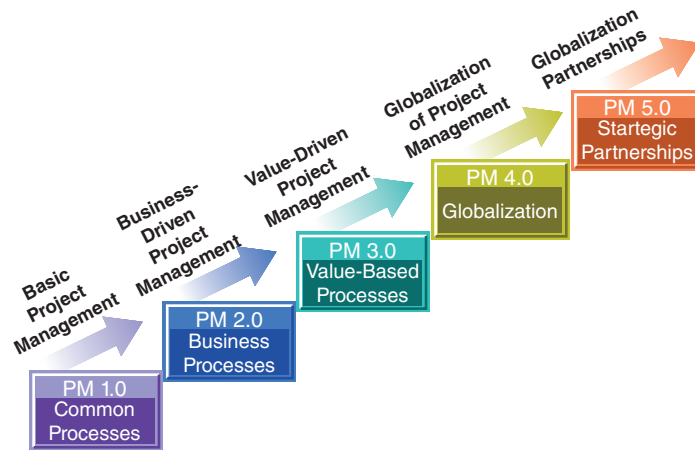 Basic
Project
Management
PM 1.0
Common
Processes
Business-
Driven
Project
Management
PM 2.0
Business
Processes
Value-Driven
Project
Management
PM 3.0
Value-Based
Processes
Globalization
of Project
Management
PM 4.0
Globalization
Globalization
Partnerships
PM 5.0
Startegic
Partnerships